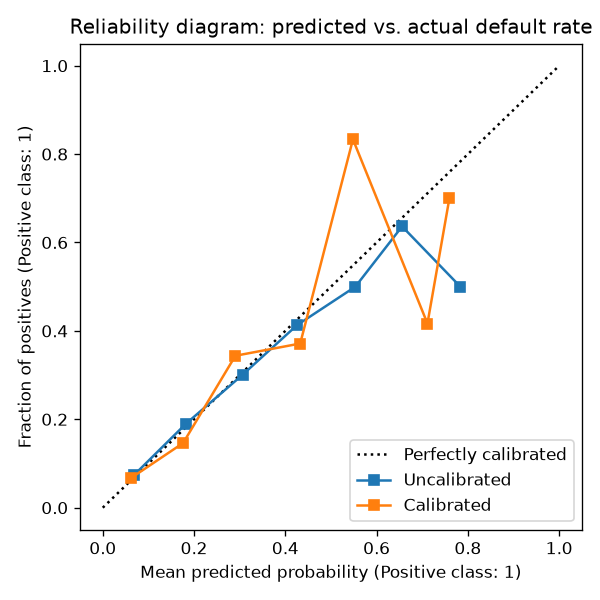 Reliability diagram: predicted vs. actual default rate
1.0
0.8
0.6
0.4
0.2
0.0
Fraction of positives (Positive class: 1)
Perfectly calibrated
Uncalibrated
Calibrated
0.0 0.2 0.4 0.6 0.8 1.0
Mean predicted probability (Positive class: 1)